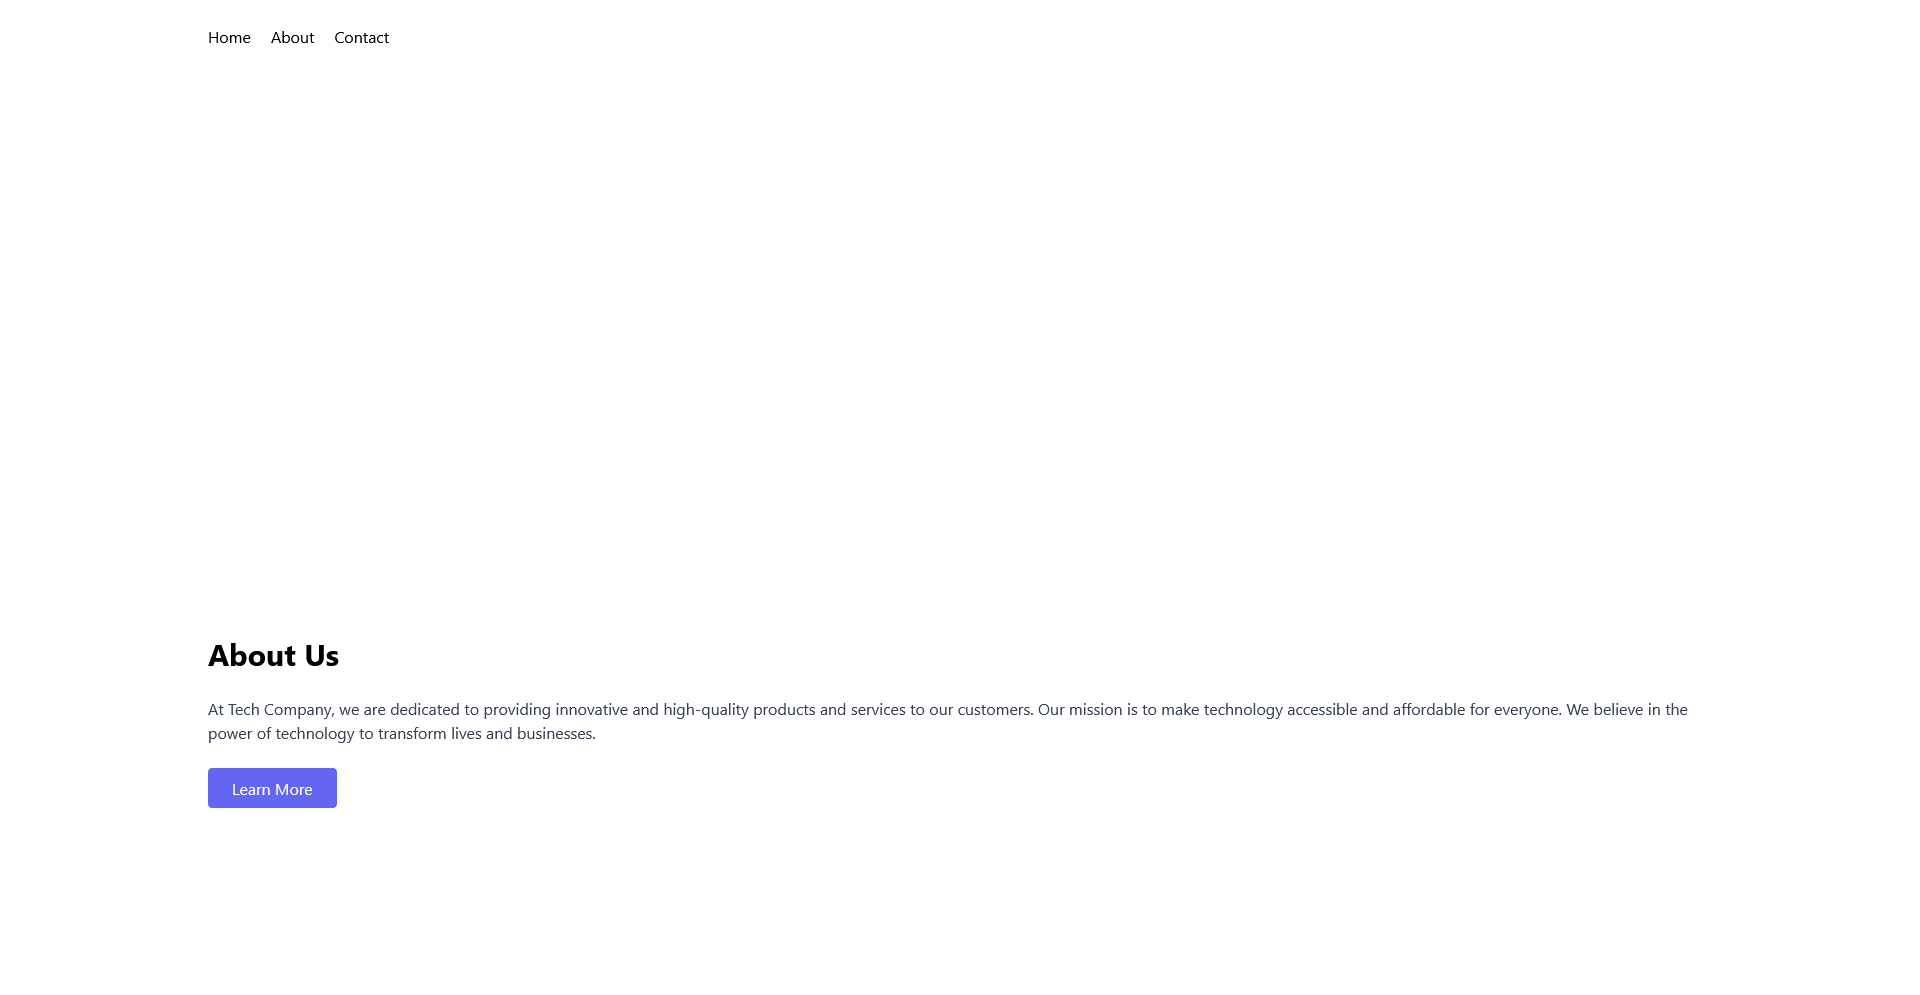 Home About Contact
About Us
At Tech Company, we are dedicated to providing innovative and high-quality products and services to our customers. Our mission is to make technology accessible and affordable for everyone. We believe in the
power of technology to transform lives and businesses.
Learn More